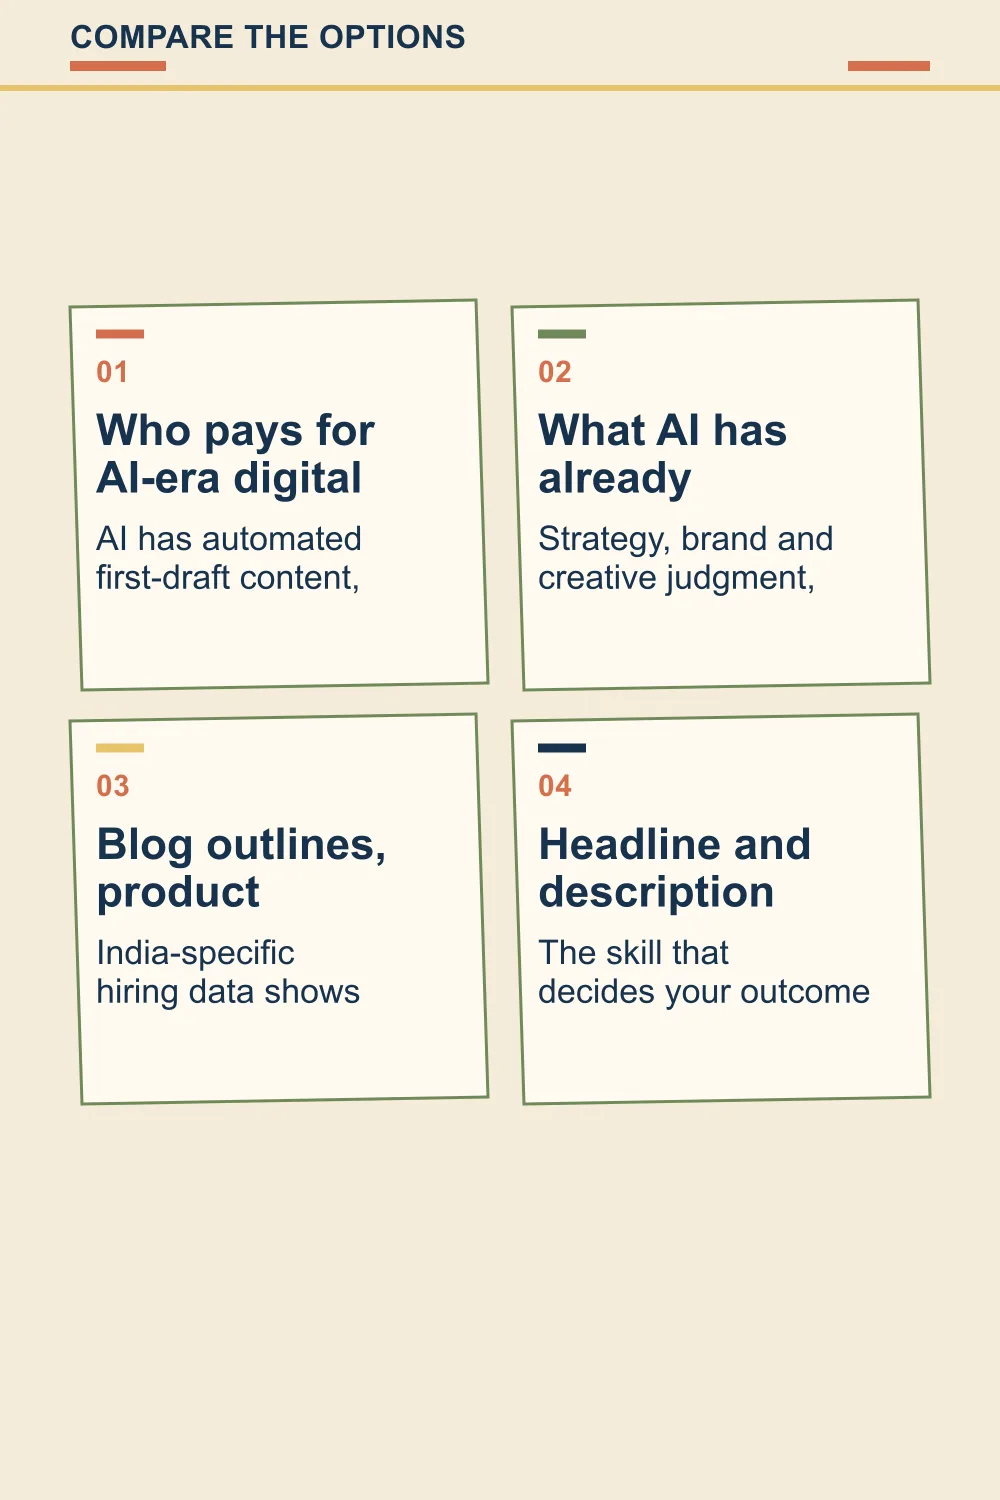 COMPARE THE OPTIONS
01
Who pays for
AI-era digital
AI has automated
first-draft content,
02
What AI has
already
Strategy, brand and
creative judgment,
03
Blog outlines,
product
India-specific
hiring data shows
04
Headline and
description
The skill that
decides your outcome